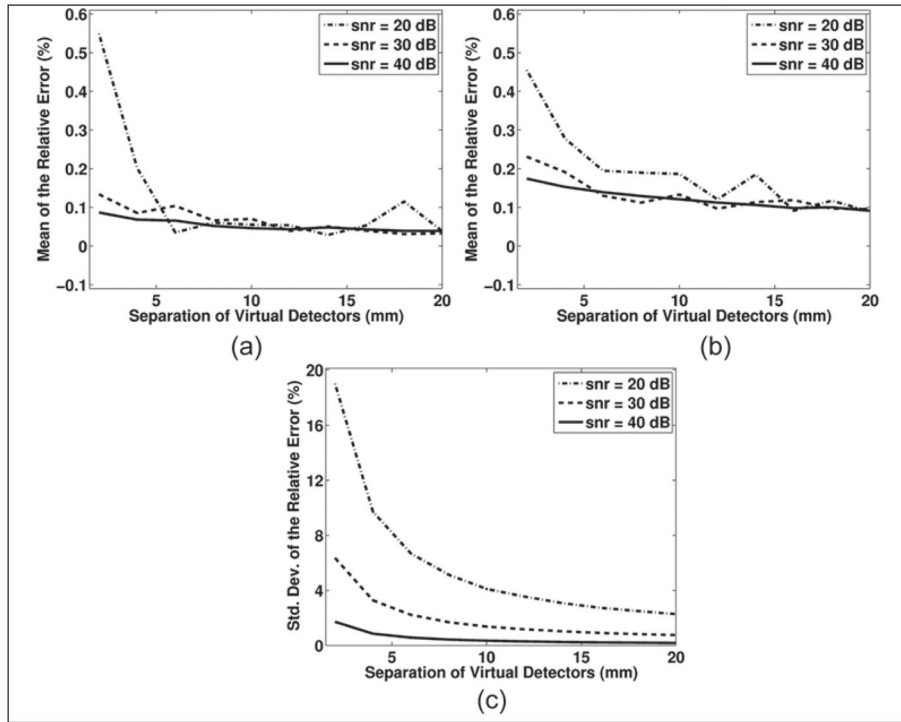 0.6
0.5
0.4
0.3
0.2
0.1
0
−0.1
Mean of the Relative Error (%)
snr = 20 dB
snr = 30 dB
snr = 40 dB
5
10
15
20
Separation of Virtual Detectors (mm)
(a)
0.6
0.5
0.4
0.3
0.2
0.1
0
−0.1
Mean of the Relative Error (%)
snr = 20 dB
snr = 30 dB
snr = 40 dB
5
10
15
20
Separation of Virtual Detectors (mm)
(b)
20
16
12
8
4
0
Std. Dev. of the Relative Error (%)
snr = 20 dB
snr = 30 dB
snr = 40 dB
5
10
15
20
Separation of Virtual Detectors (mm)
(c)